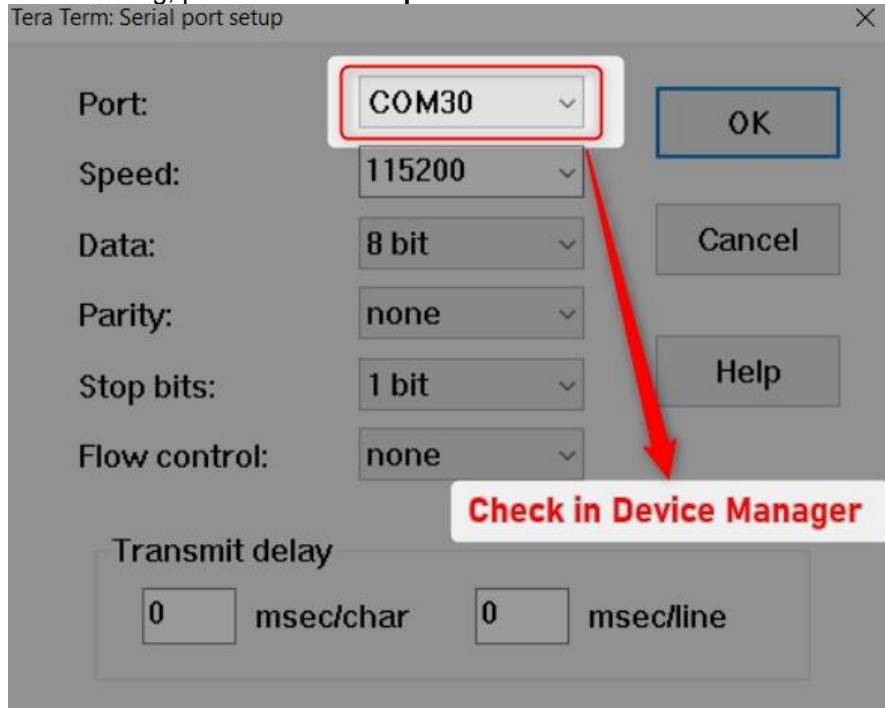 Tera Term: Serial port setup
Port: COM30 OK
Speed: 115200
Data: 8 bit Cancel
Parity: none
Stop bits: 1 bit Help
Flow control: none
Check in Device Manager
Transmit delay
0 msec/char 0 msec/line